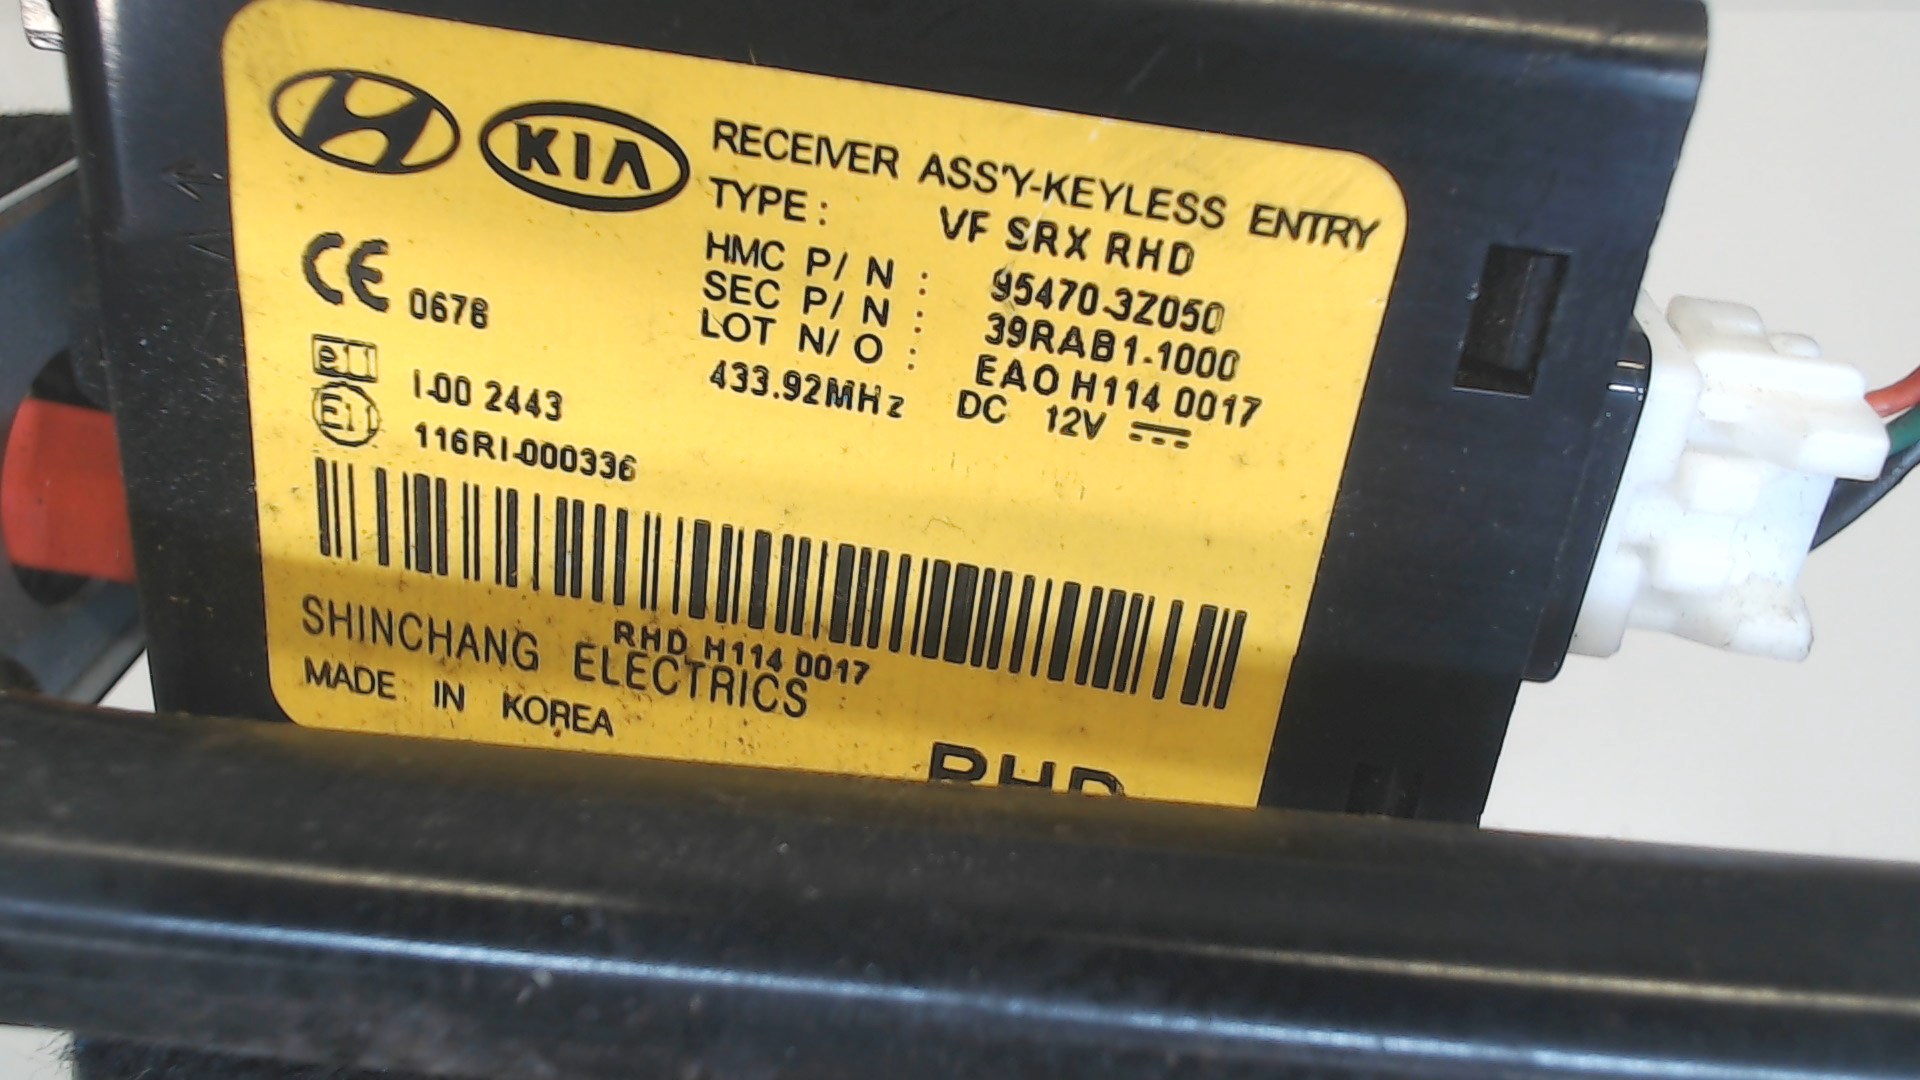 KIA
RECEIVER ASS'Y-KEYLESS ENTRY
TYPE : VF SRX RHD
HMC P/N : 95470-3Z050
SEC P/N : 39RAB1-1000
LOT N/O : EAO H114 0017
433.92MHz DC 12V
CE 0678
e11 I-00 2443
E11 116RI-000336
RHD H114 0017
SHINCHANG ELECTRICS
MADE IN KOREA
RHD